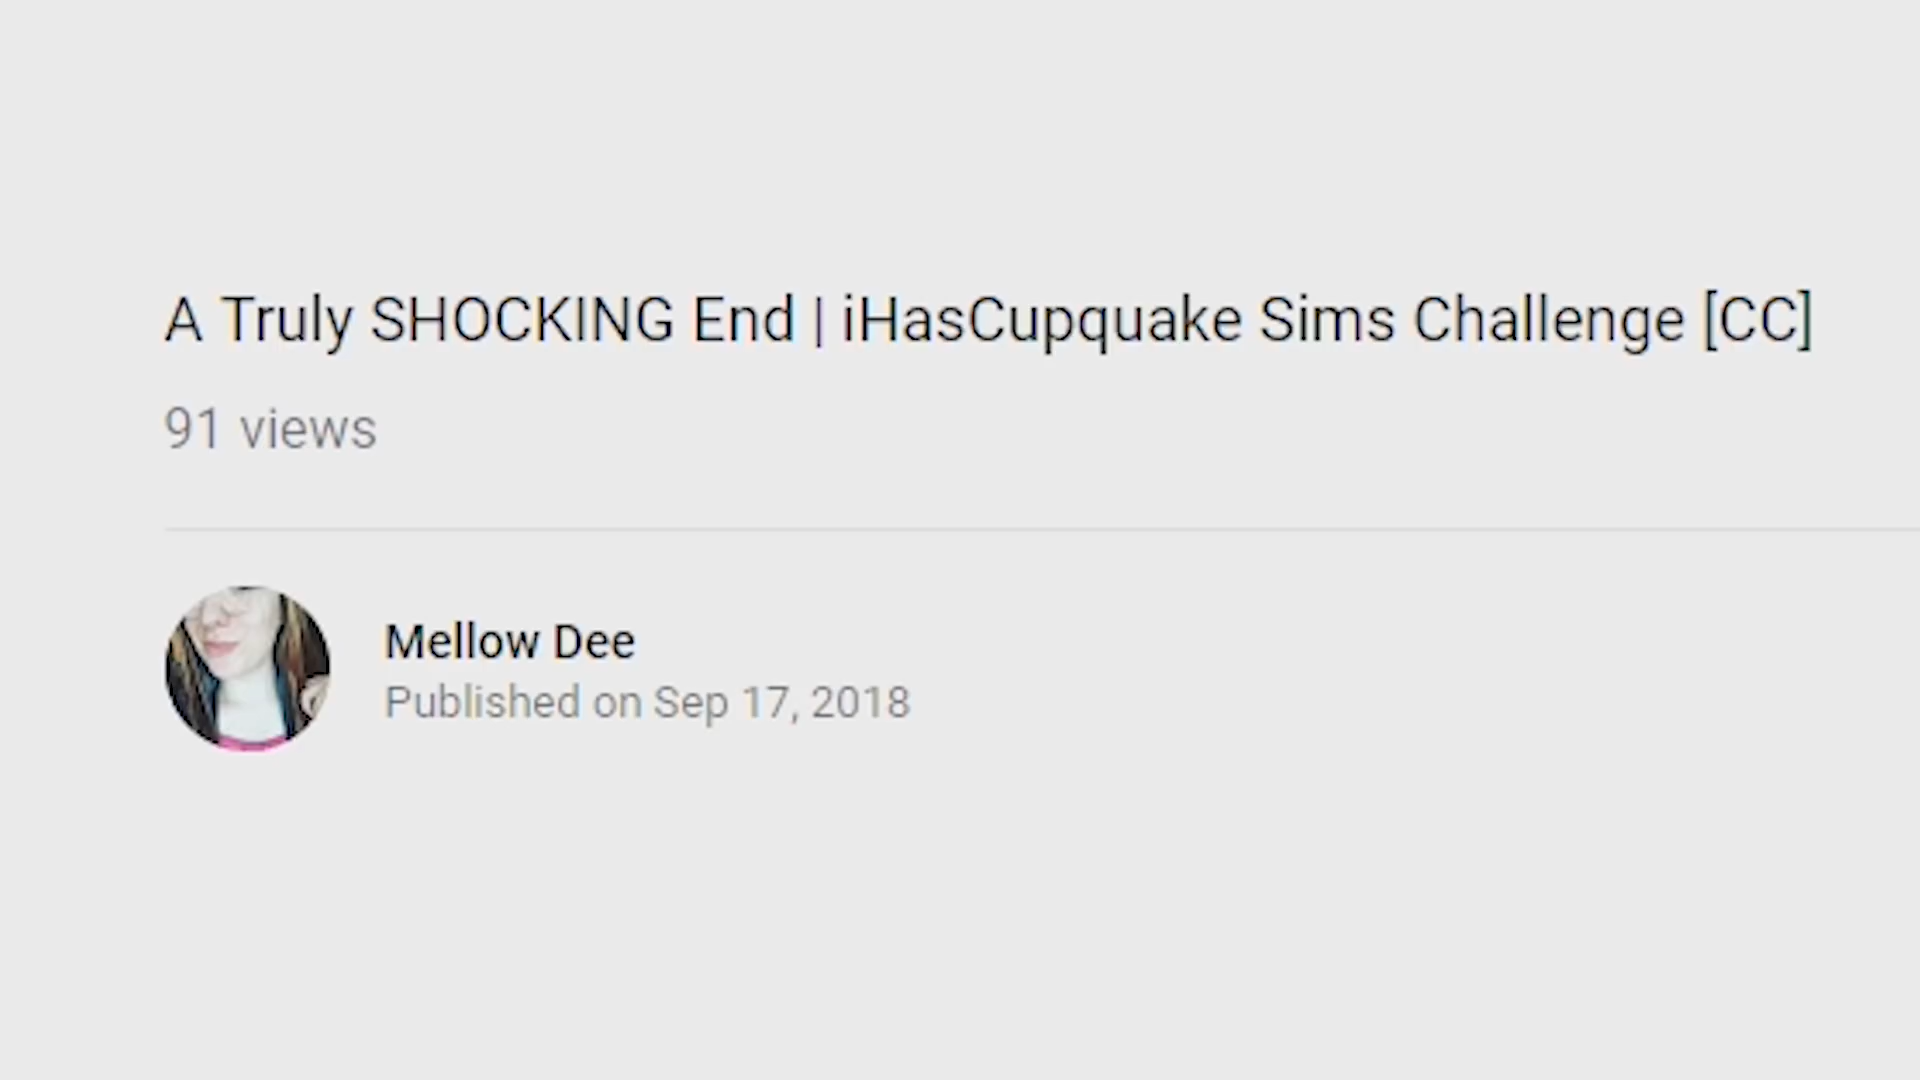 A Truly SHOCKING End | iHasCupquake Sims Challenge [CC]
91 views
Mellow Dee
Published on Sep 17, 2018